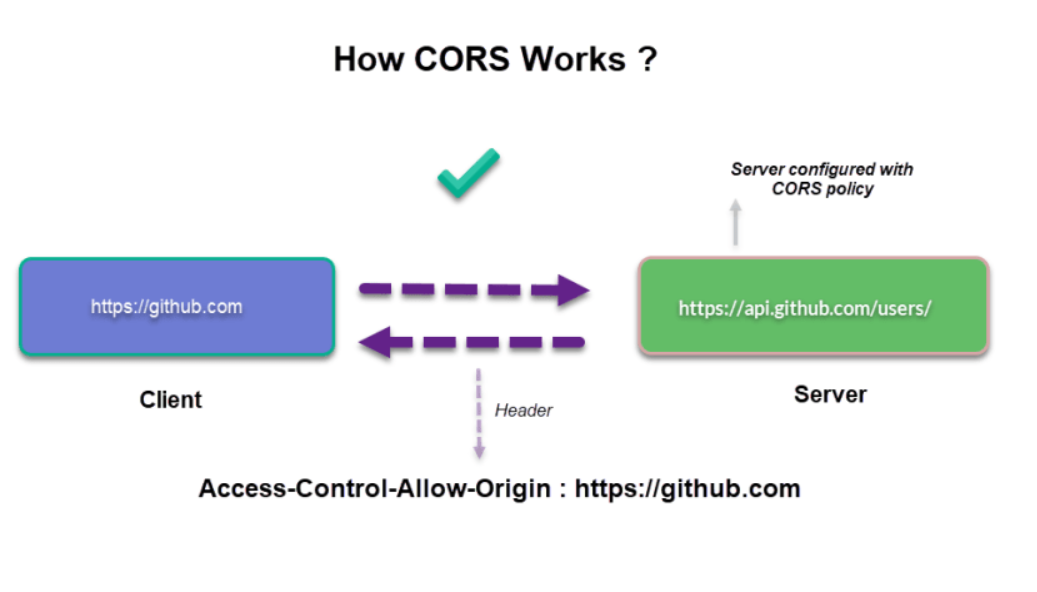 How CORS Works ?
Server configured with
CORS policy
https://github.com
https://api.github.com/users/
Client
Server
Header
Access-Control-Allow-Origin : https://github.com